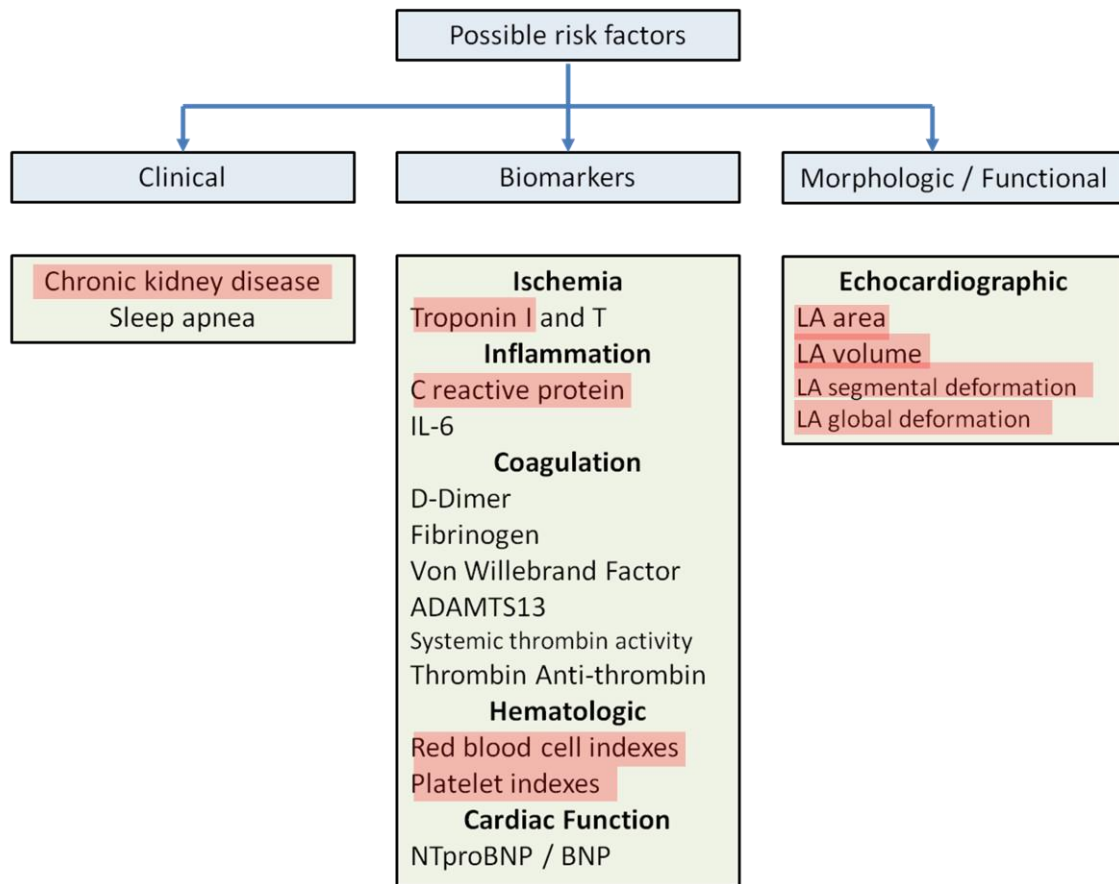 Possible risk factors
Clinical
Biomarkers
Morphologic / Functional
Chronic kidney disease
Sleep apnea
Ischemia
Troponin I and T
Inflammation
C reactive protein
IL-6
Coagulation
D-Dimer
Fibrinogen
Von Willebrand Factor
ADAMTS13
Systemic thrombin activity
Thrombin Anti-thrombin
Hematologic
Red blood cell indexes
Platelet indexes
Cardiac Function
NTproBNP / BNP
Echocardiographic
LA area
LA volume
LA segmental deformation
LA global deformation